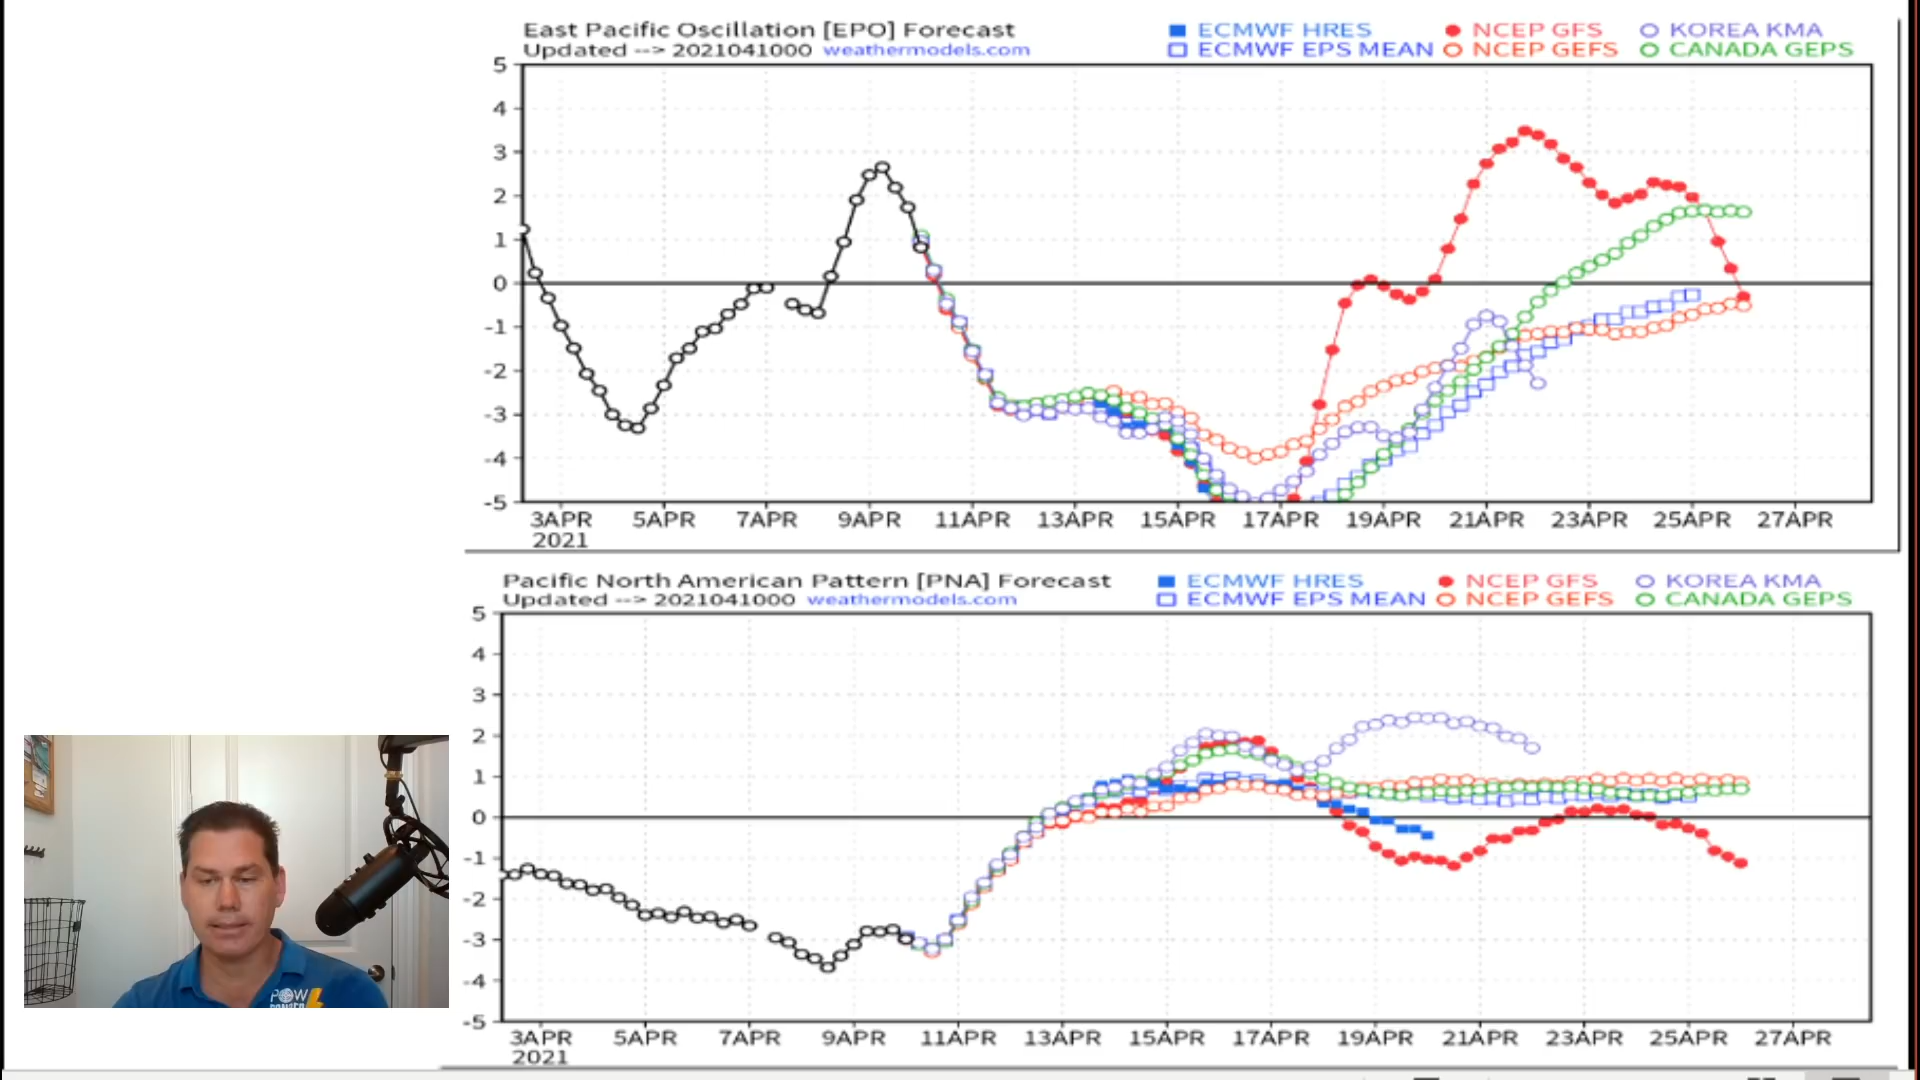 East Pacific Oscillation [EPO] Forecast
Updated --> 2021041000 weathermodels.com
ECMWF HRES NCEP GFS KOREA KMA
ECMWF EPS MEAN NCEP GEFS CANADA GEPS
5
4
3
2
1
0
-1
-2
-3
-4
-5
3APR 5APR 7APR 9APR 11APR 13APR 15APR 17APR 19APR 21APR 23APR 25APR 27APR
2021
Pacific North American Pattern [PNA] Forecast
Updated --> 2021041000 weathermodels.com
ECMWF HRES NCEP GFS KOREA KMA
ECMWF EPS MEAN NCEP GEFS CANADA GEPS
5
4
3
2
1
0
-1
-2
-3
-4
-5
3APR 5APR 7APR 9APR 11APR 13APR 15APR 17APR 19APR 21APR 23APR 25APR 27APR
2021
POW